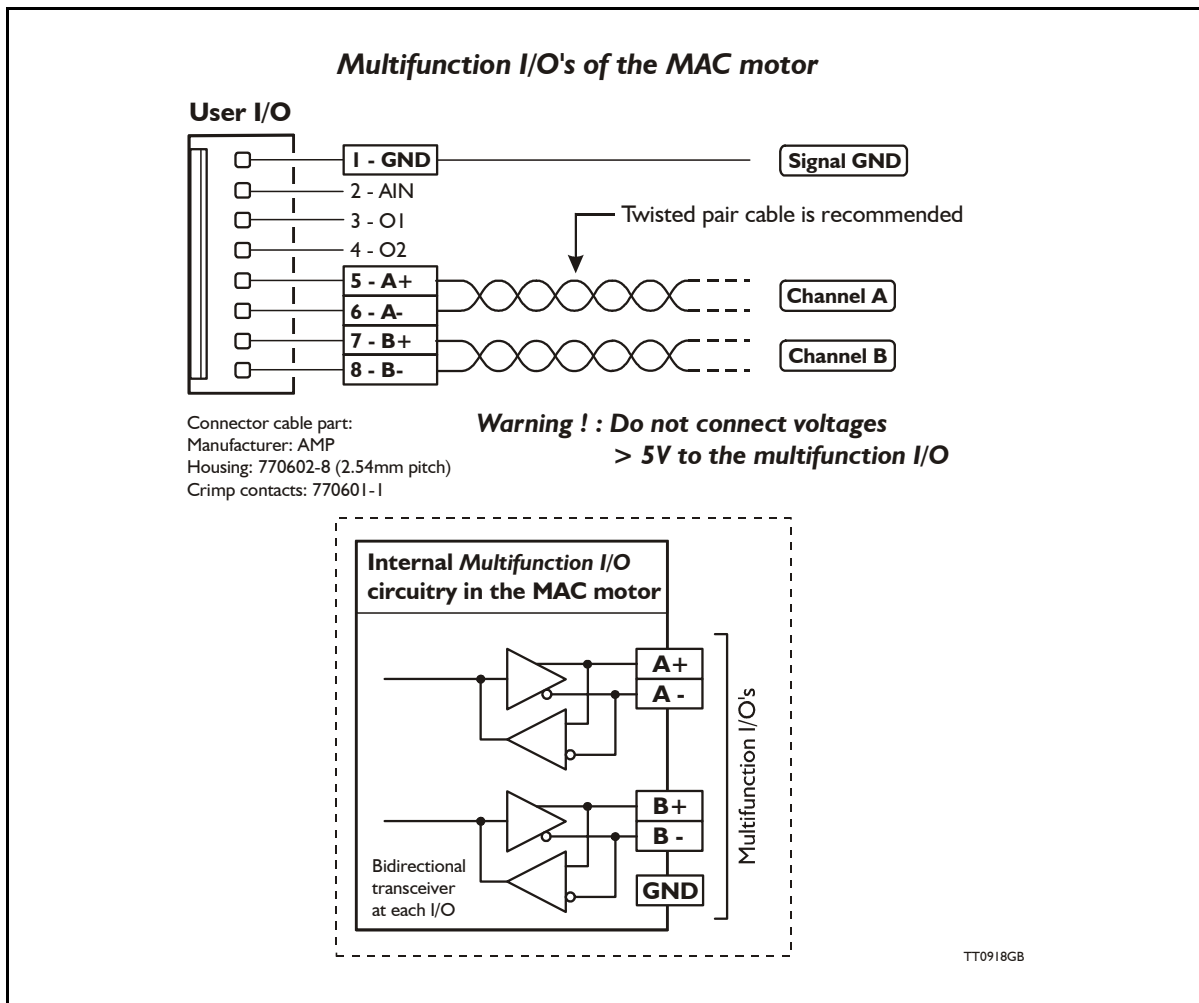 Multifunction I/O's of the MAC motor
User I/O
1 - GND
Signal GND
2 - AIN
3 - O1
4 - O2
Twisted pair cable is recommended
5 - A+
6 - A-
Channel A
7 - B+
8 - B-
Channel B
Connector cable part:
Manufacturer: AMP
Housing: 770602-8 (2.54mm pitch)
Crimp contacts: 770601-1
Warning ! : Do not connect voltages
> 5V to the multifunction I/O
Internal Multifunction I/O
circuitry in the MAC motor
A+
A -
B+
B -
GND
Multifunction I/O's
Bidirectional
transceiver
at each I/O
TT0918GB